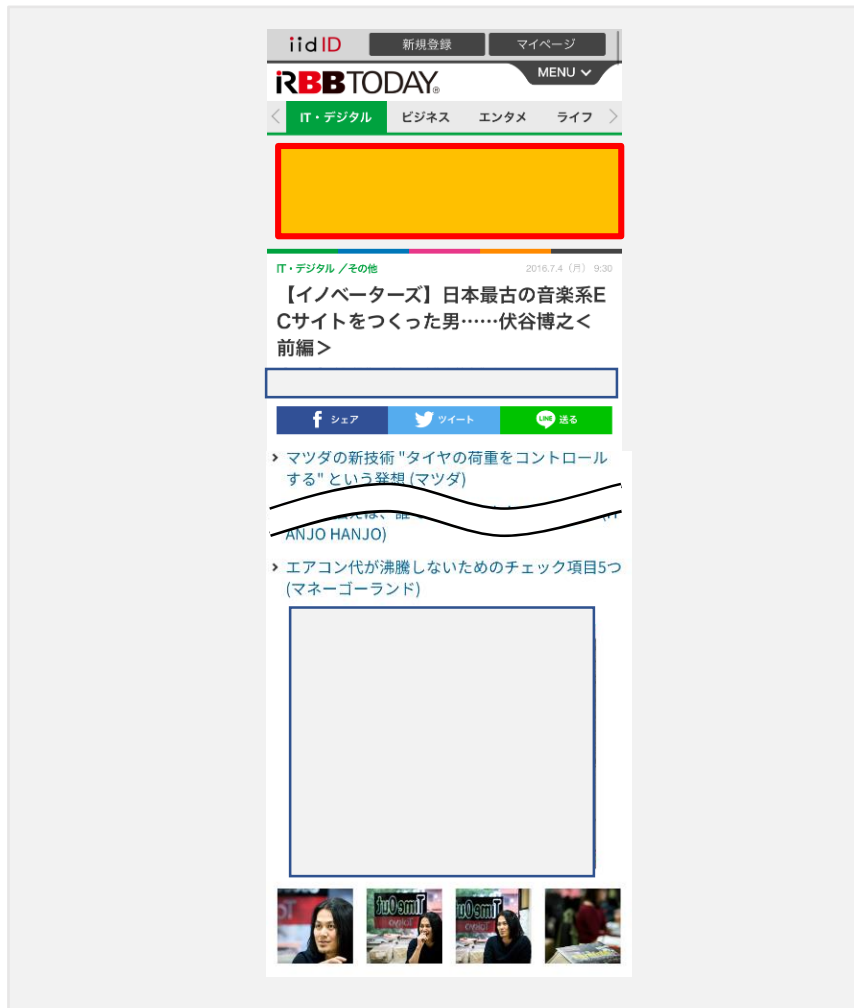 iid ID 新規登録 マイページ
RBB TODAY® MENU
IT・デジタル ビジネス エンタメ ライフ
IT・デジタル ／その他 2016.7.4（月） 9:30
【イノベーターズ】日本最古の音楽系E
Cサイトをつくった男……伏谷博之＜
前編＞
f シェア ツイート LINE 送る
マツダの新技術 "タイヤの荷重をコントロール
する" という発想 (マツダ)
ANJO HANJO)
エアコン代が沸騰しないためのチェック項目5つ
(マネーゴーランド)
Time Out
TOKYO